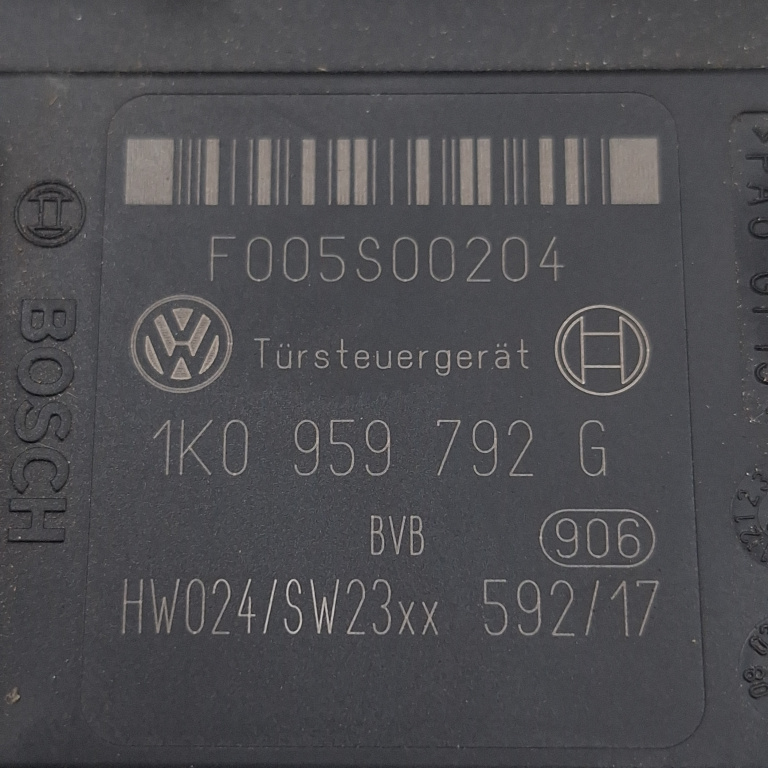 F005S00204
Türsteuergerät
1K0 959 792 G
BVB 906
HW024/SW23xx 592/17
BOSCH